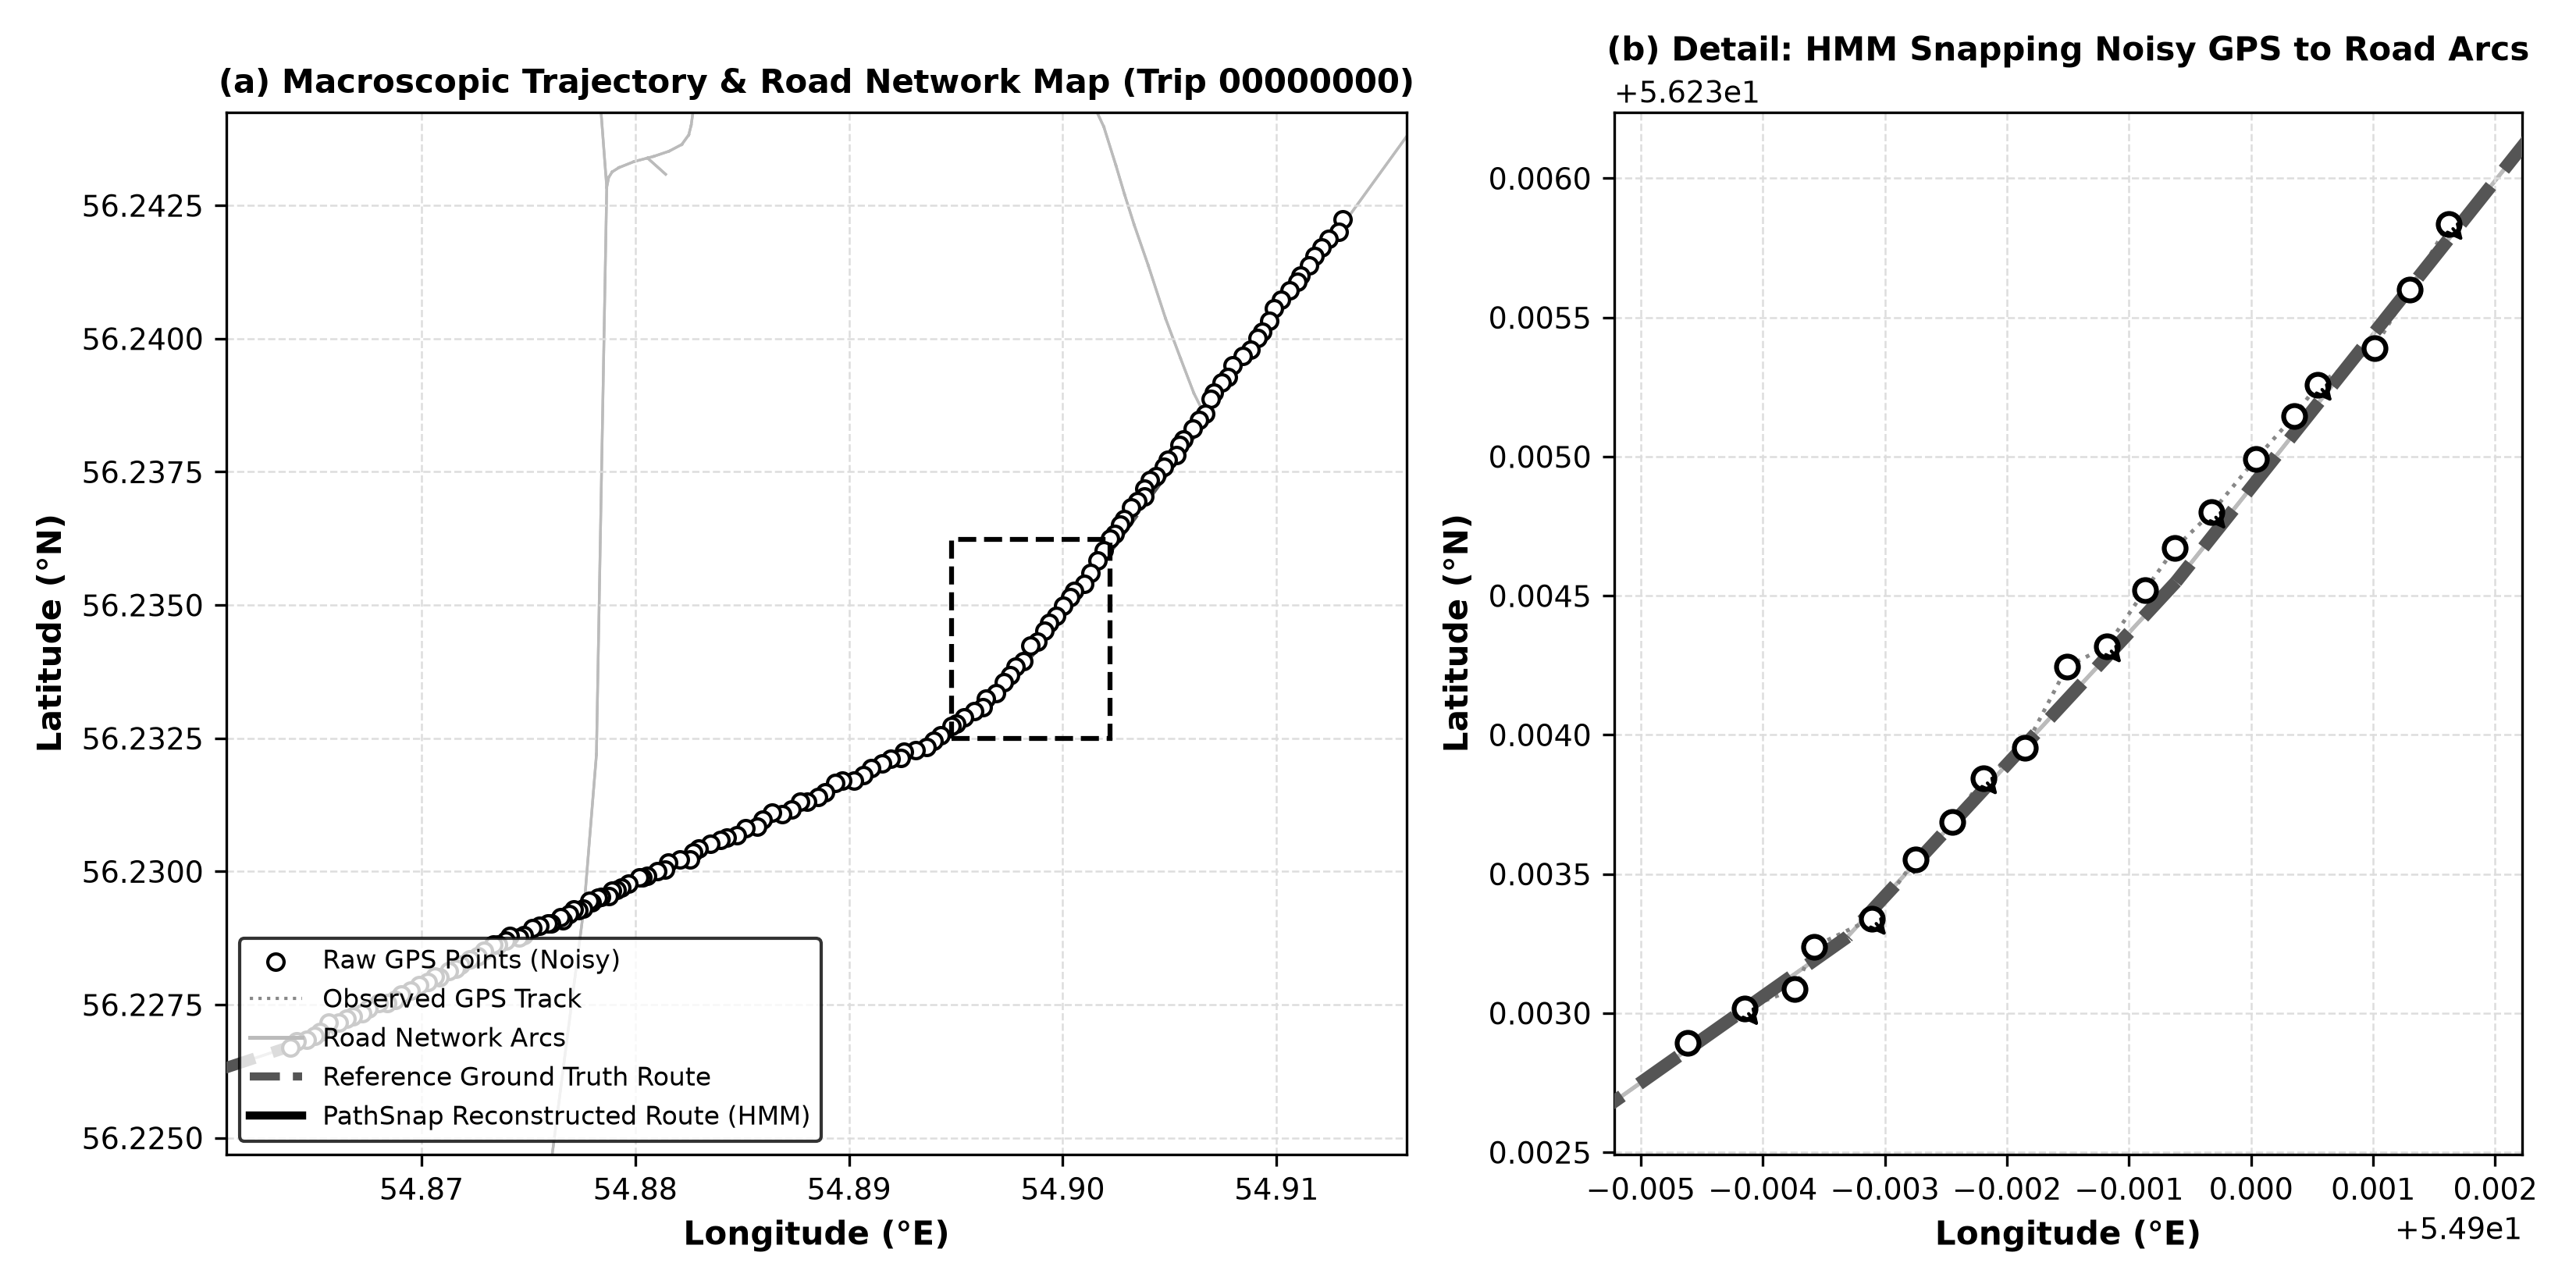 (a) Macroscopic Trajectory & Road Network Map (Trip 00000000)
56.2425
56.2400
56.2375
56.2350
56.2325
56.2300
56.2275
56.2250
Latitude (°N)
Raw GPS Points (Noisy)
Observed GPS Track
Road Network Arcs
Reference Ground Truth Route
PathSnap Reconstructed Route (HMM)
54.87 54.88 54.89 54.90 54.91
Longitude (°E)
(b) Detail: HMM Snapping Noisy GPS to Road Arcs
+5.623e1
0.0060
0.0055
0.0050
0.0045
0.0040
0.0035
0.0030
0.0025
Latitude (°N)
−0.005 −0.004 −0.003 −0.002 −0.001 0.000 0.001 0.002
+5.49e1
Longitude (°E)